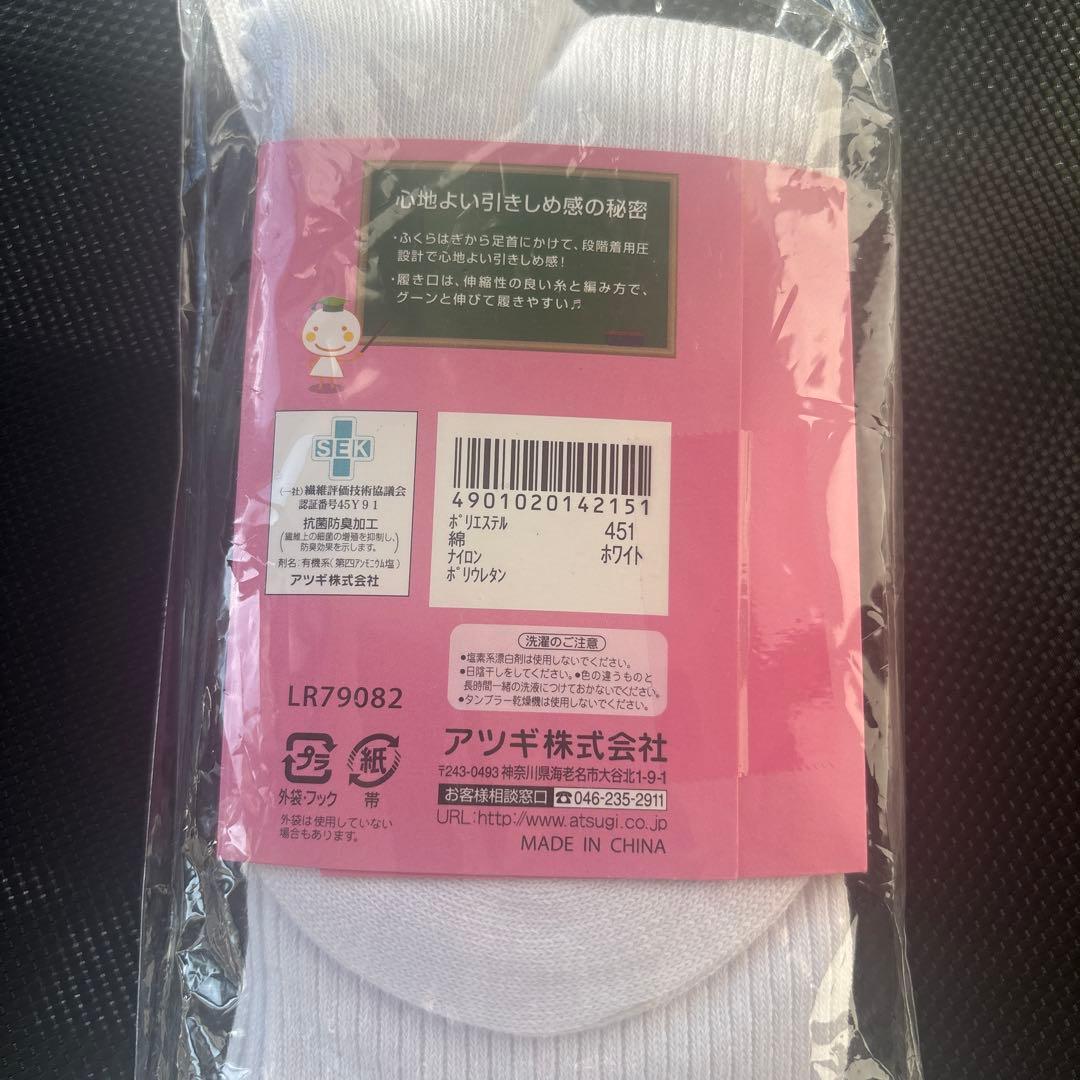 心地よい引きしめ感の秘密
・ふくらはぎから足首にかけて、段階着用圧
設計で心地よい引きしめ感!
・履き口は、伸縮性の良い糸と編み方で、
グーンと伸びて履きやすい♬
SEK
(一社)繊維評価技術協議会
認証番号45Y91
抗菌防臭加工
(繊維上の細菌の増殖を抑制し、
防臭効果を示します。)
剤名:有機系(第四アンモニウム塩)
アツギ株式会社
4901020142151
ポリエステル
綿
ナイロン
ポリウレタン
451
ホワイト
洗濯のご注意
●塩素系漂白剤は使用しないでください。
●日陰干しをしてください。●色の違うものと
長時間一緒の洗液につけておかないでください。
●タンブラー乾燥機は使用しないでください。
LR79082
プラ
外袋・フック
紙
帯
外袋は使用していない
場合もあります。
アツギ株式会社
〒243-0493 神奈川県海老名市大谷北1-9-1
お客様相談窓口 ☎046-235-2911
URL:http://www.atsugi.co.jp
MADE IN CHINA